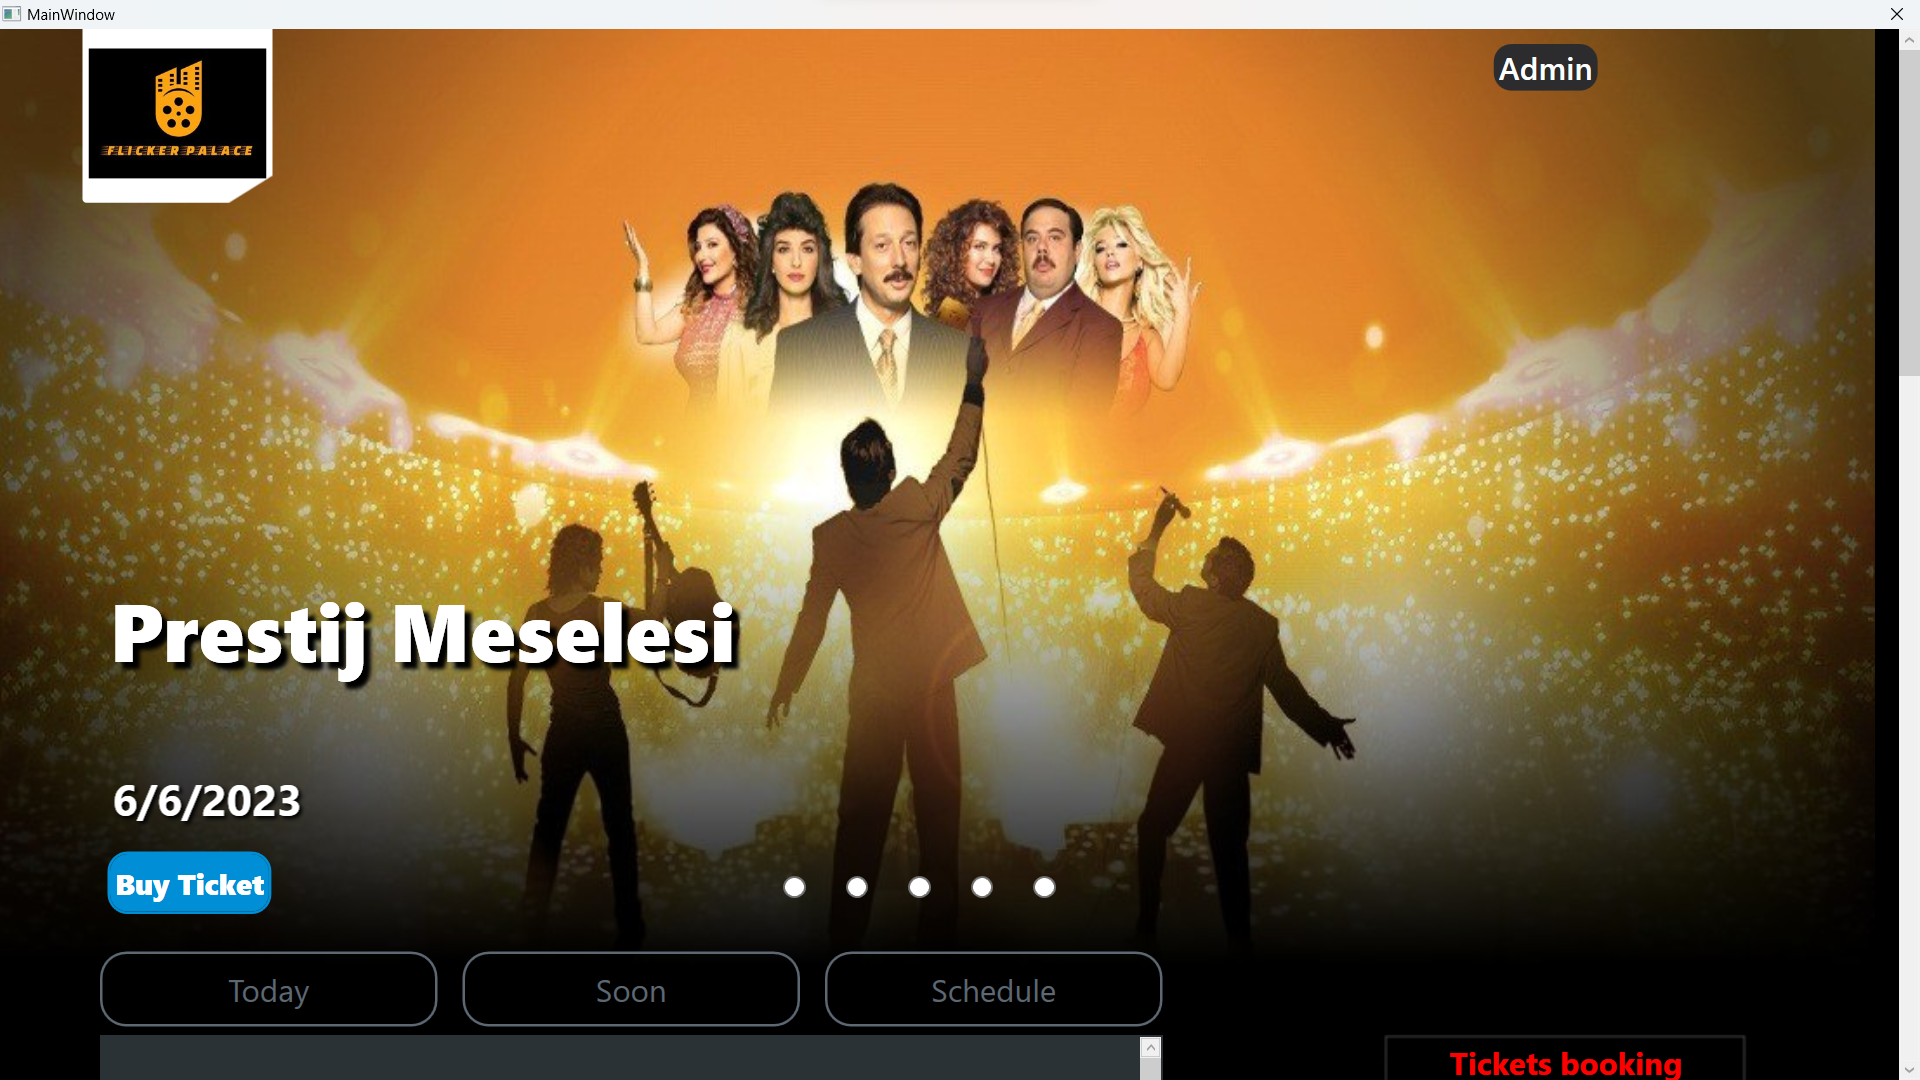 MainWindow
Admin
FLICKER PALACE
Prestij Meselesi
6/6/2023
Buy Ticket
Today
Soon
Schedule
Tickets booking